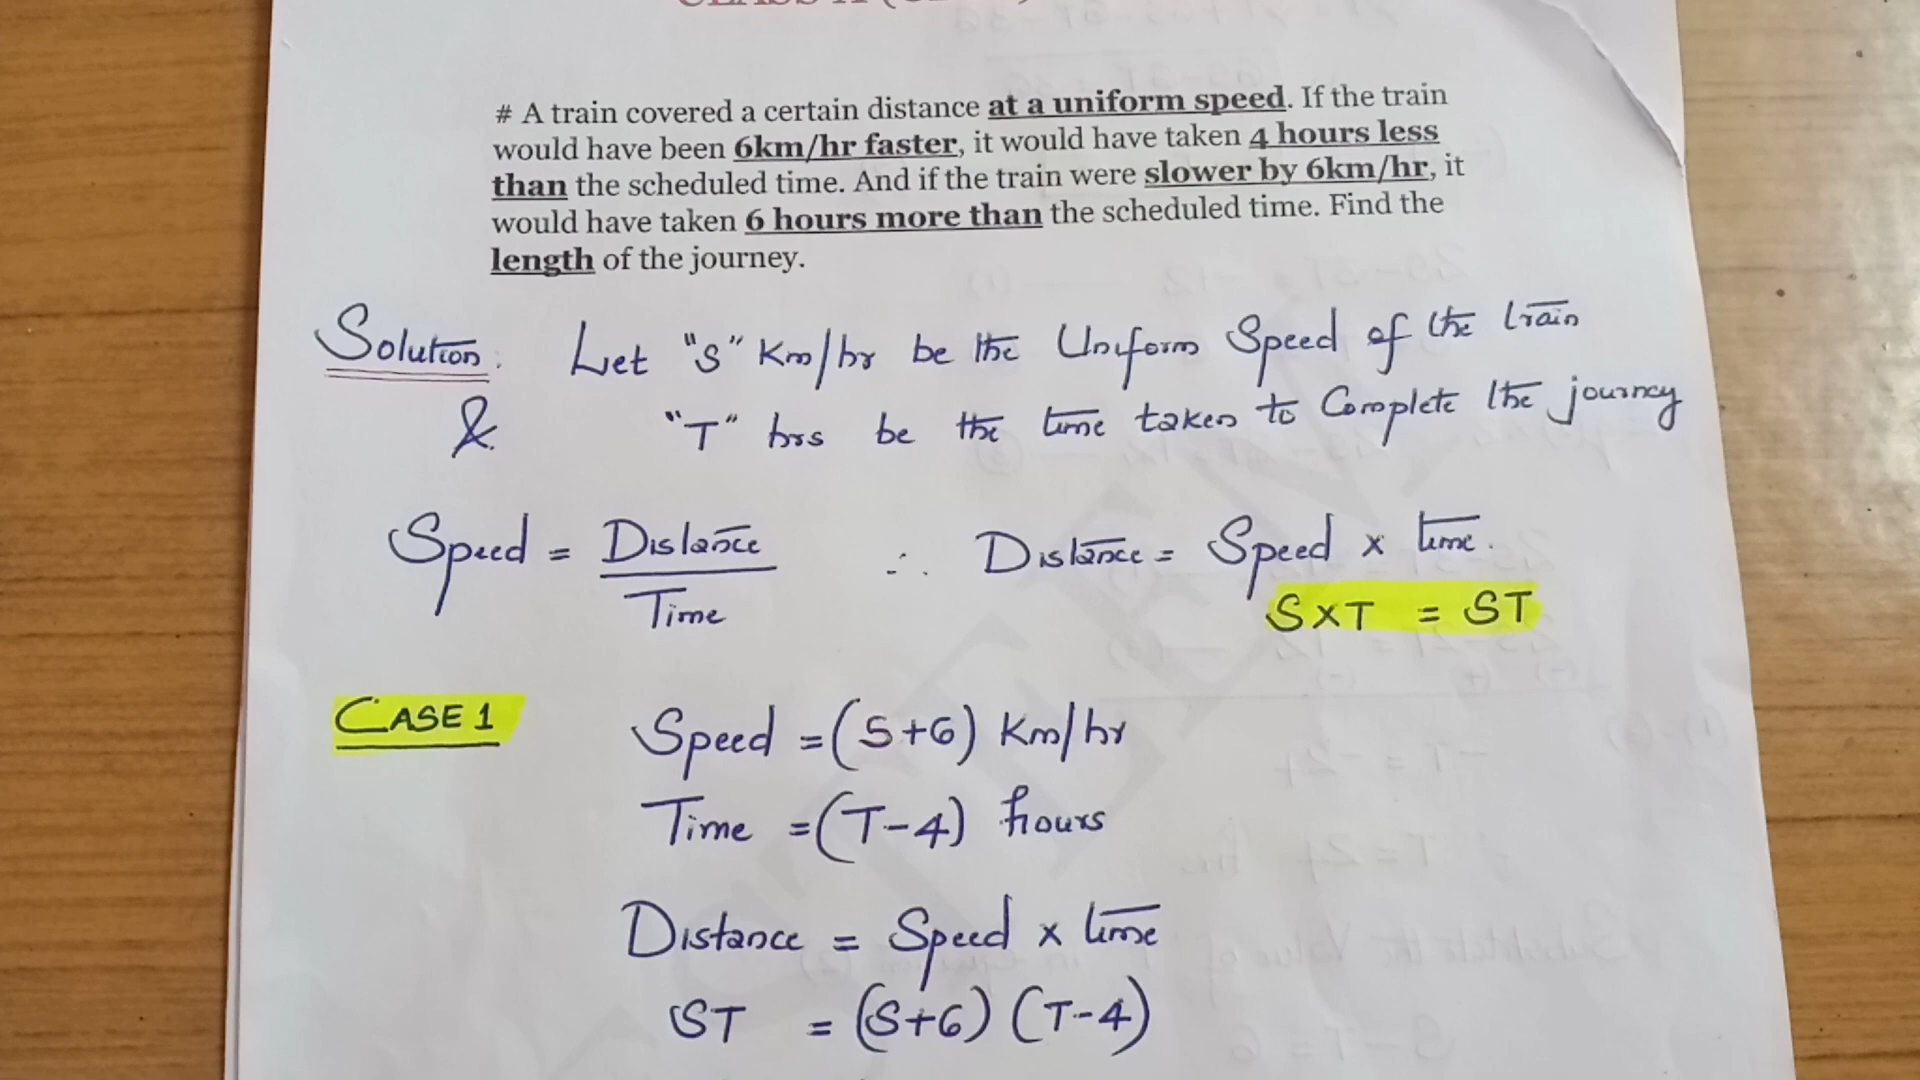 # A train covered a certain distance at a uniform speed. If the train
would have been 6km/hr faster, it would have taken 4 hours less
than the scheduled time. And if the train were slower by 6km/hr, it
would have taken 6 hours more than the scheduled time. Find the
length of the journey.
Solution: Let "S" Km/hr be the Uniform Speed of the train
& "T" hrs be the time taken to Complete the journey
Speed = Distance / Time ∴ Distance = Speed x time.
S x T = ST
CASE 1 Speed = (S+6) Km/hr
Time = (T-4) hours
Distance = Speed x time
ST = (S+6) (T-4)